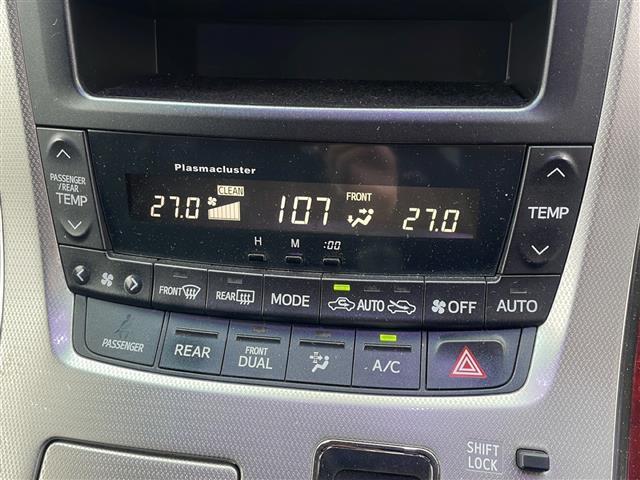 Plasmacluster
PASSENGER
/REAR
TEMP
CLEAN
27.0
107
FRONT
27.0
TEMP
H M :00
FRONT
REAR
MODE
AUTO
OFF
AUTO
PASSENGER
REAR
FRONT
DUAL
A/C
SHIFT
LOCK